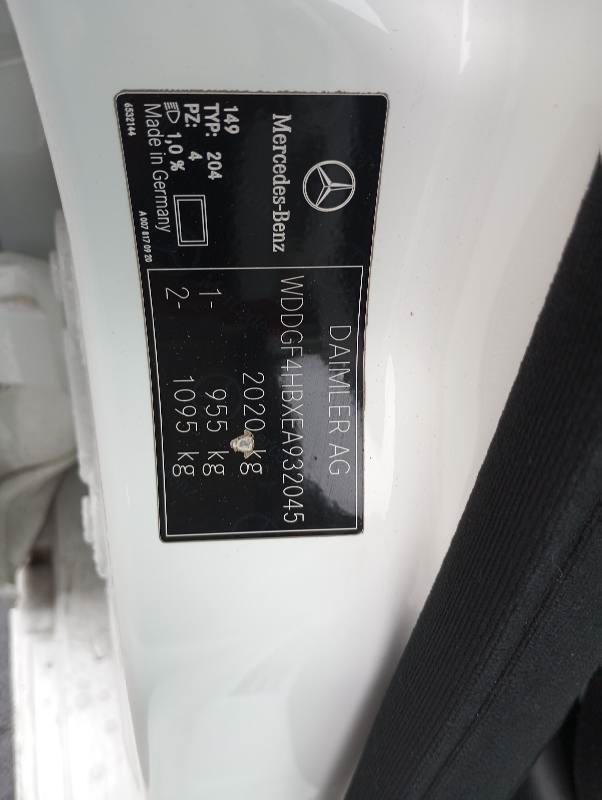 Mercedes-Benz
149
TYP: 204
PZ: 4
1,0 %
Made in Germany
6532144
A 007 817 09 20
DAIMLER AG
WDDGF4HBXEA932045
2020 kg
1- 955 kg
2- 1095 kg